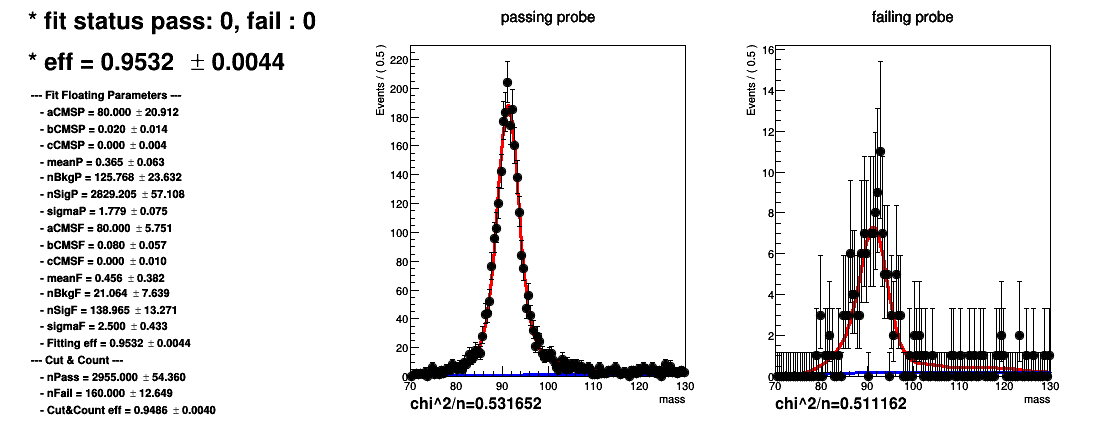 * fit status pass: 0, fail : 0
* eff = 0.9532 ± 0.0044
--- Fit Floating Parameters ---
- aCMSP = 80.000 ± 20.912
- bCMSP = 0.020 ± 0.014
- cCMSP = 0.000 ± 0.004
- meanP = 0.365 ± 0.063
- nBkgP = 125.768 ± 23.632
- nSigP = 2829.205 ± 57.108
- sigmaP = 1.779 ± 0.075
- aCMSF = 80.000 ± 5.751
- bCMSF = 0.080 ± 0.057
- cCMSF = 0.000 ± 0.010
- meanF = 0.456 ± 0.382
- nBkgF = 21.064 ± 7.639
- nSigF = 138.965 ± 13.271
- sigmaF = 2.500 ± 0.433
- Fitting eff = 0.9532 ± 0.0044
--- Cut & Count ---
- nPass = 2955.000 ± 54.360
- nFail = 160.000 ± 12.649
- Cut&Count eff = 0.9486 ± 0.0040
passing probe
Events / ( 0.5 )
220
200
180
160
140
120
100
80
60
40
20
0
70 80 90 100 110 120 130
mass
chi^2/n=0.531652
failing probe
Events / ( 0.5 )
16
14
12
10
8
6
4
2
0
70 80 90 100 110 120 130
mass
chi^2/n=0.511162